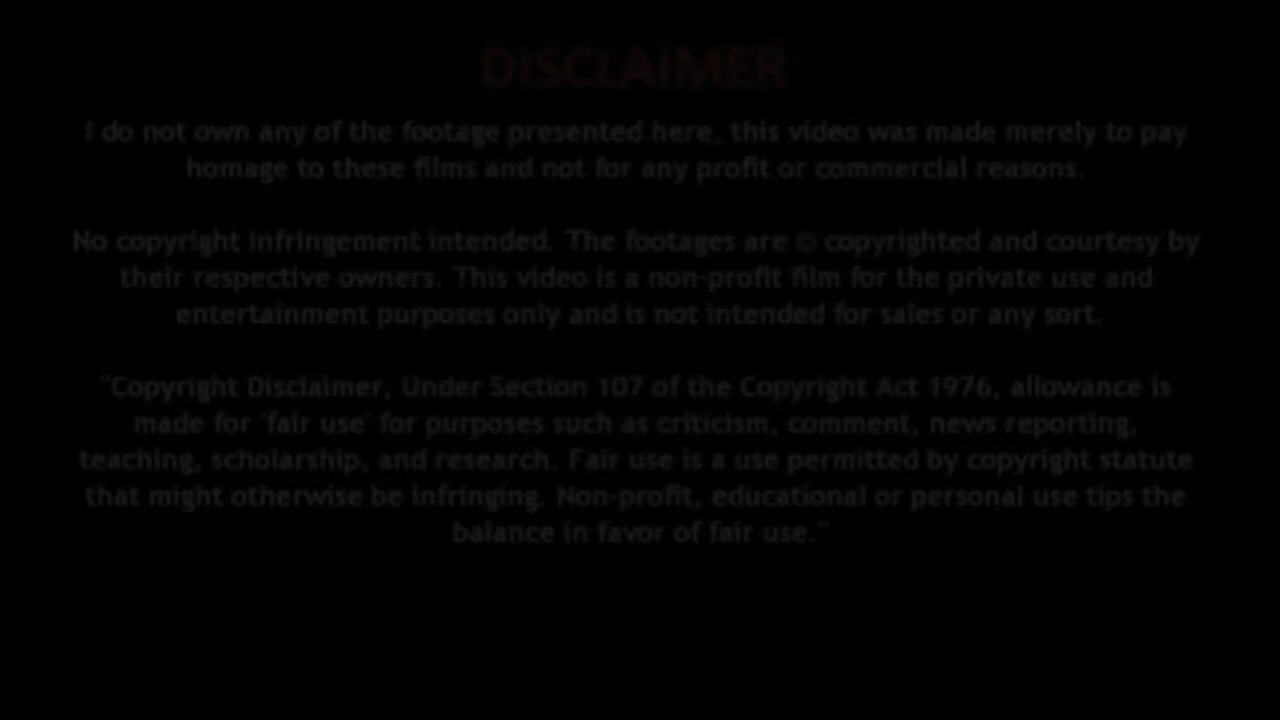 DISCLAIMER
I do not own any of the footage presented here, this video was made merely to pay
homage to these films and not for any profit or commercial reasons.
No copyright infringement intended. The footages are © copyrighted and courtesy by
their respective owners. This video is a non-profit film for the private use and
entertainment purposes only and is not intended for sales or any sort.
"Copyright Disclaimer, Under Section 107 of the Copyright Act 1976, allowance is
made for 'fair use' for purposes such as criticism, comment, news reporting,
teaching, scholarship, and research. Fair use is a use permitted by copyright statute
that might otherwise be infringing. Non-profit, educational or personal use tips the
balance in favor of fair use."